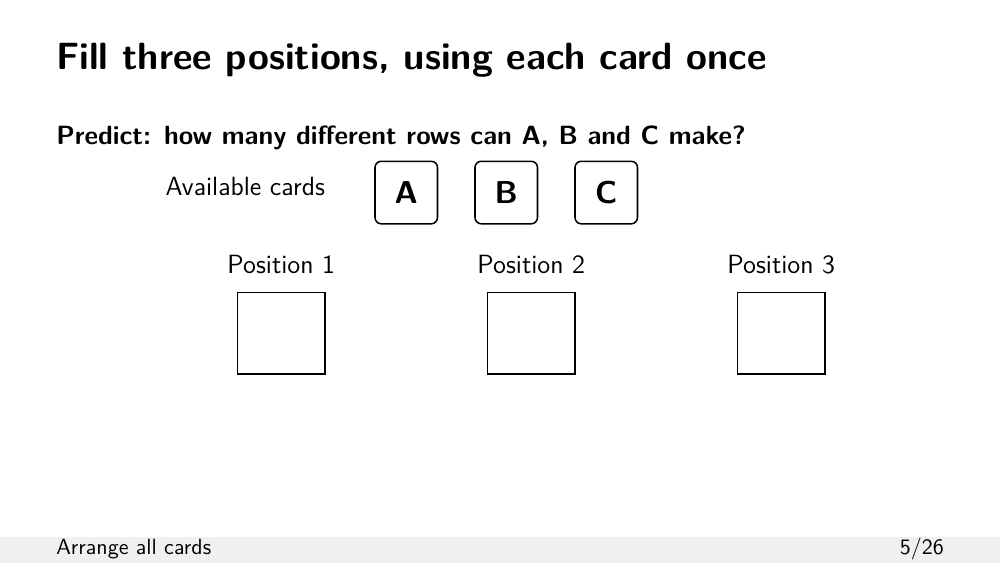 Fill three positions, using each card once
Predict: how many different rows can A, B and C make?
Available cards A B C
Position 1 Position 2 Position 3
Arrange all cards 5/26